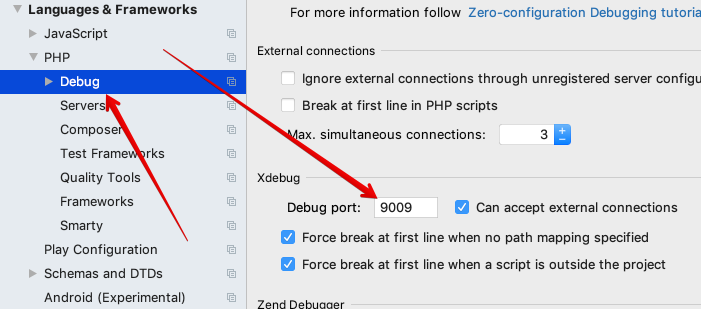 Languages & Frameworks
JavaScript
PHP
Debug
Servers
Composer
Test Frameworks
Quality Tools
Frameworks
Smarty
Play Configuration
Schemas and DTDs
Android (Experimental)
For more information follow Zero-configuration Debugging tutoria
External connections
Ignore external connections through unregistered server configu
Break at first line in PHP scripts
Max. simultaneous connections: 3
Xdebug
Debug port: 9009 Can accept external connections
Force break at first line when no path mapping specified
Force break at first line when a script is outside the project
Zend Debugger